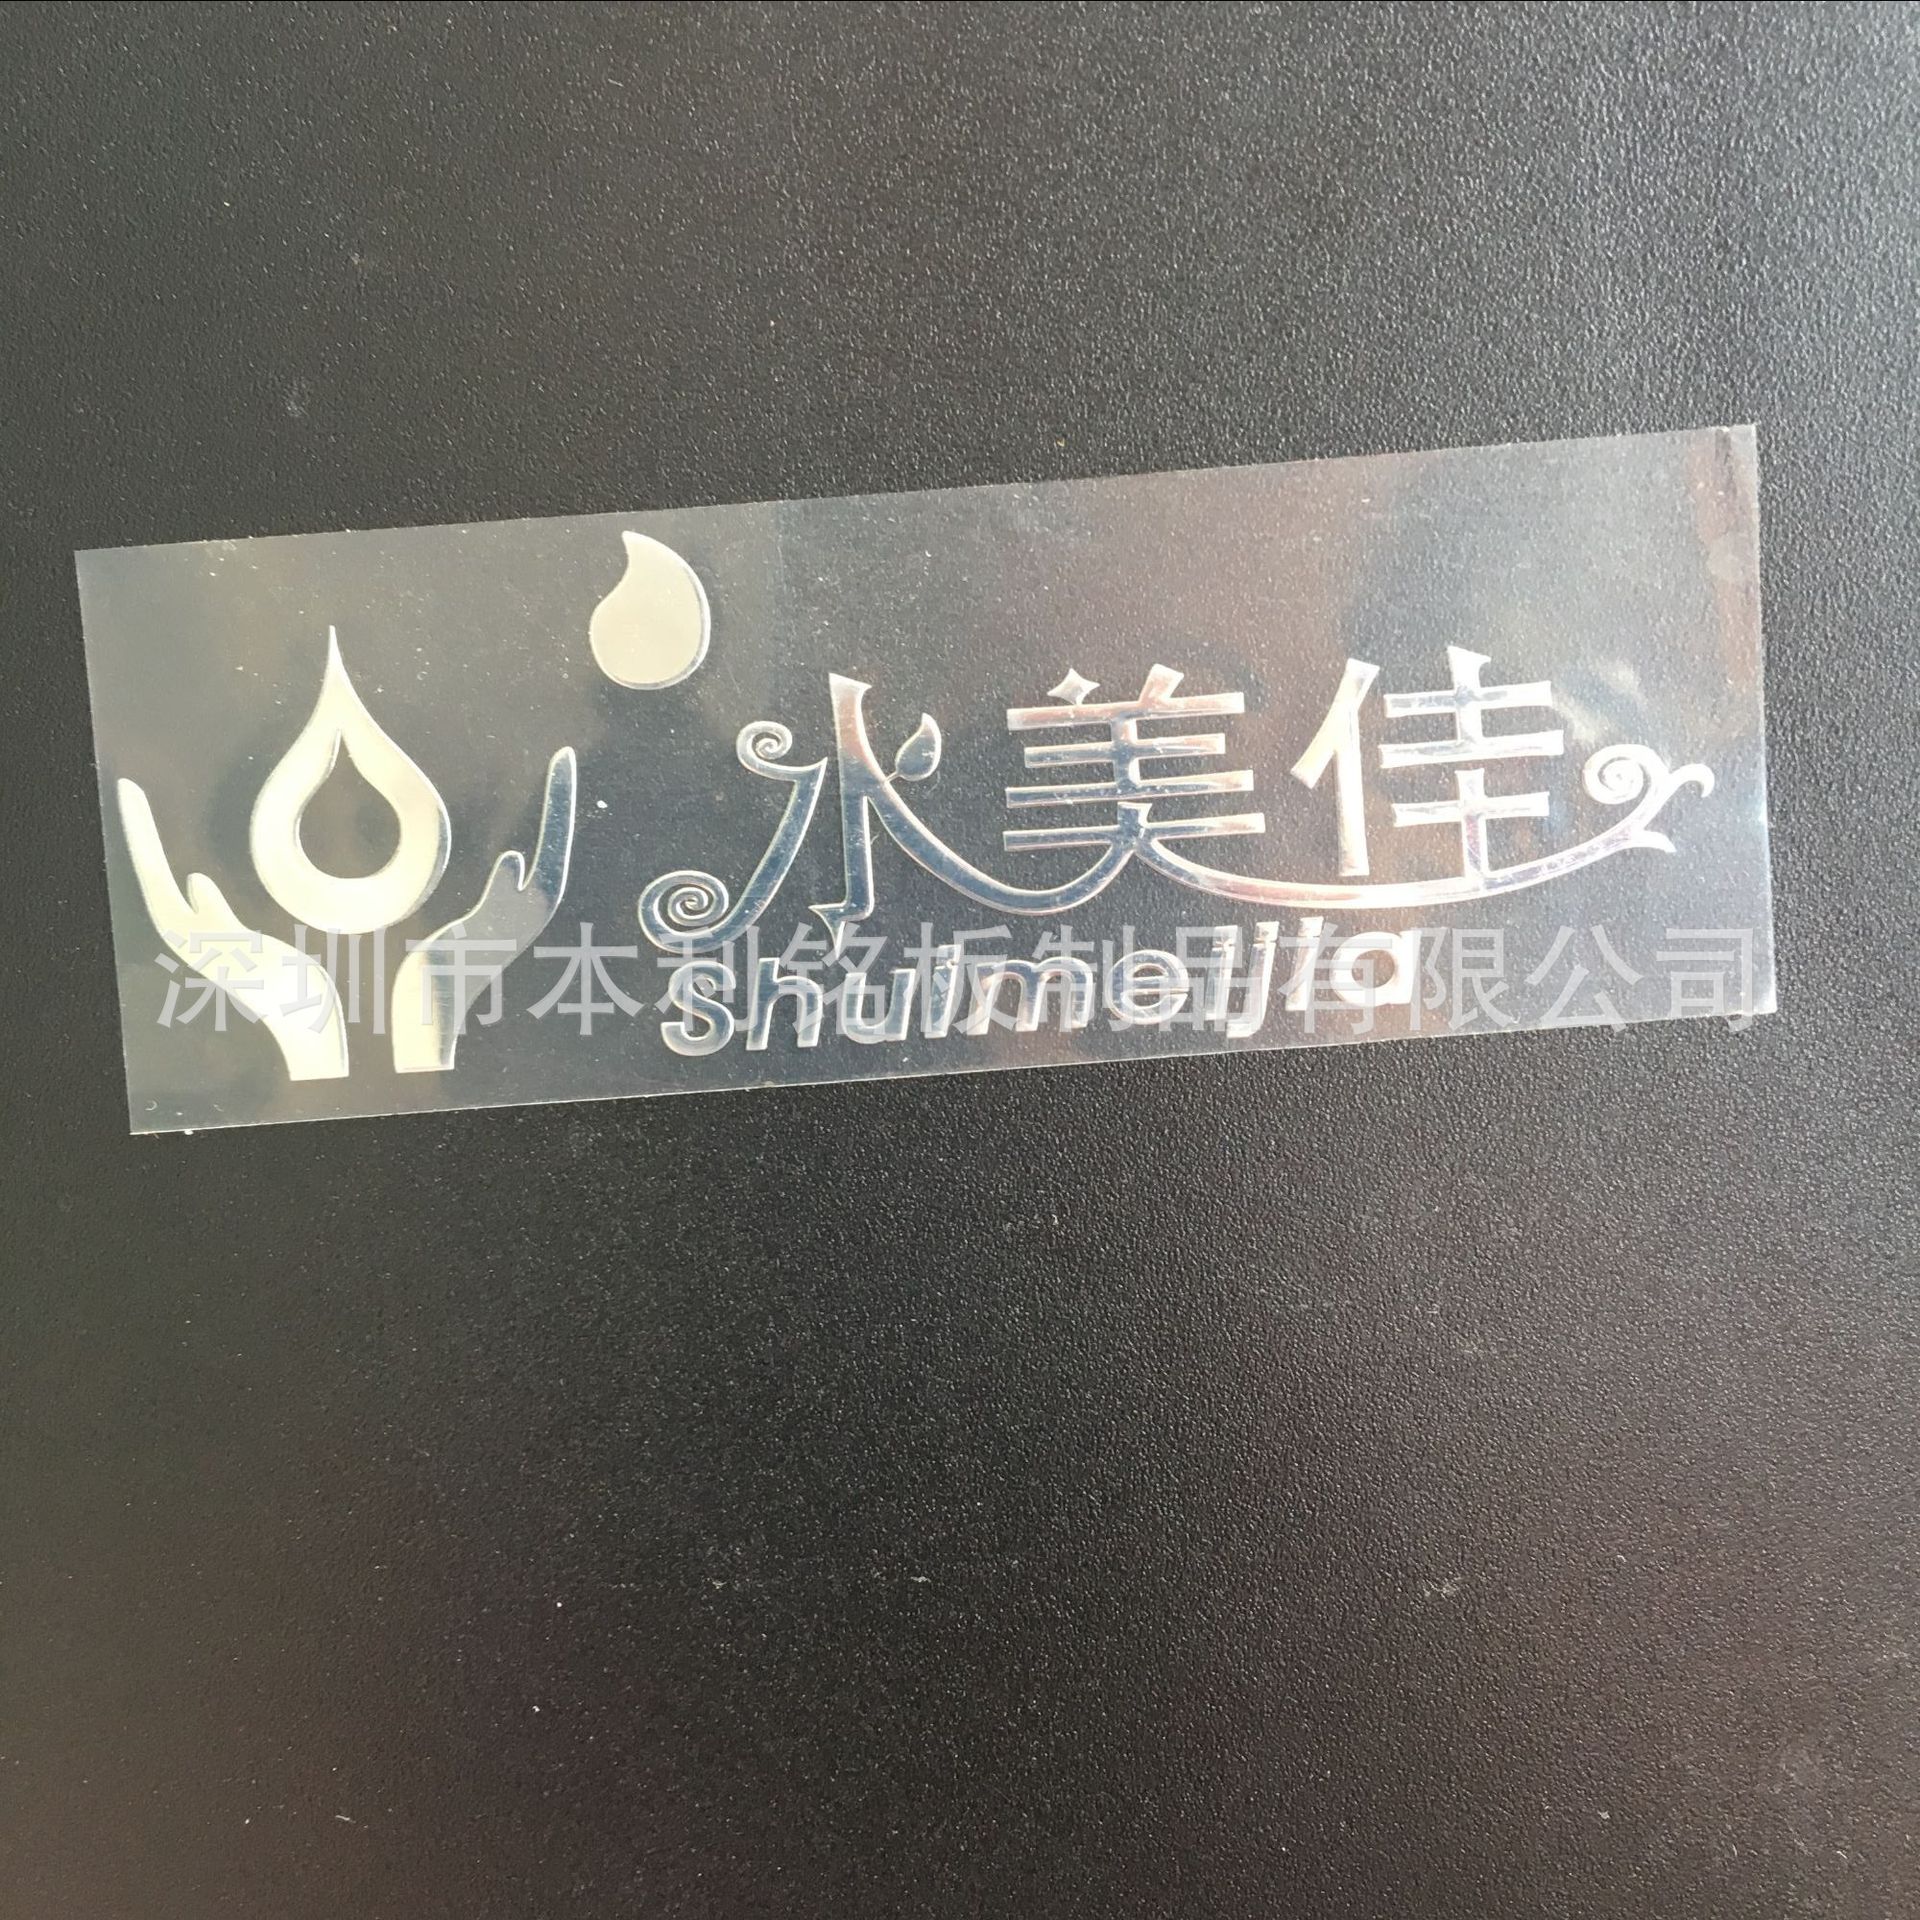 水美佳
shuimeijia
深圳市本利铭板制品有限公司